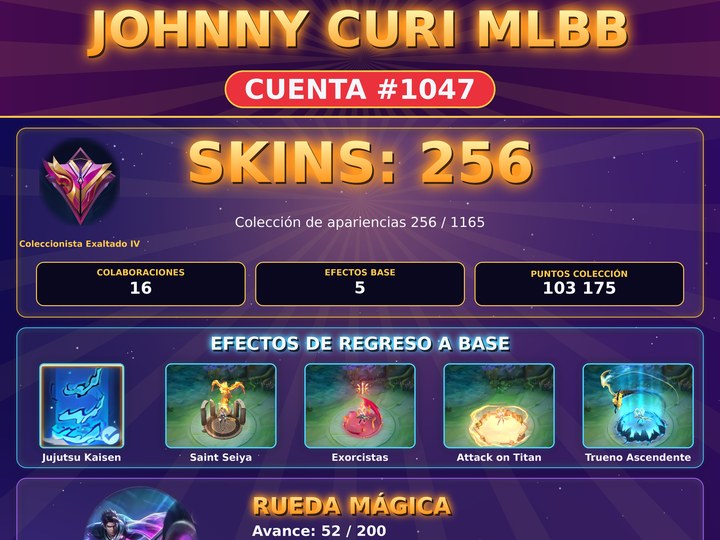 JOHNNY CURI MLBB
CUENTA #1047
SKINS: 256
Colección de apariencias 256 / 1165
Coleccionista Exaltado IV
COLABORACIONES
16
EFECTOS BASE
5
PUNTOS COLECCIÓN
103 175
EFECTOS DE REGRESO A BASE
Jujutsu Kaisen
Saint Seiya
Exorcistas
Attack on Titan
Trueno Ascendente
RUEDA MÁGICA
Avance: 52 / 200